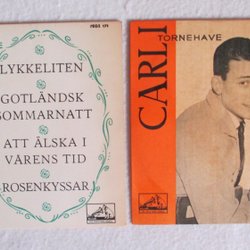 LYKKELITEN
GOTLÄNDSK
SOMMARNATT
ATT ÄLSKA I
VÅRENS TID
ROSENKYSSAR
CARLI
TORNEHAVE